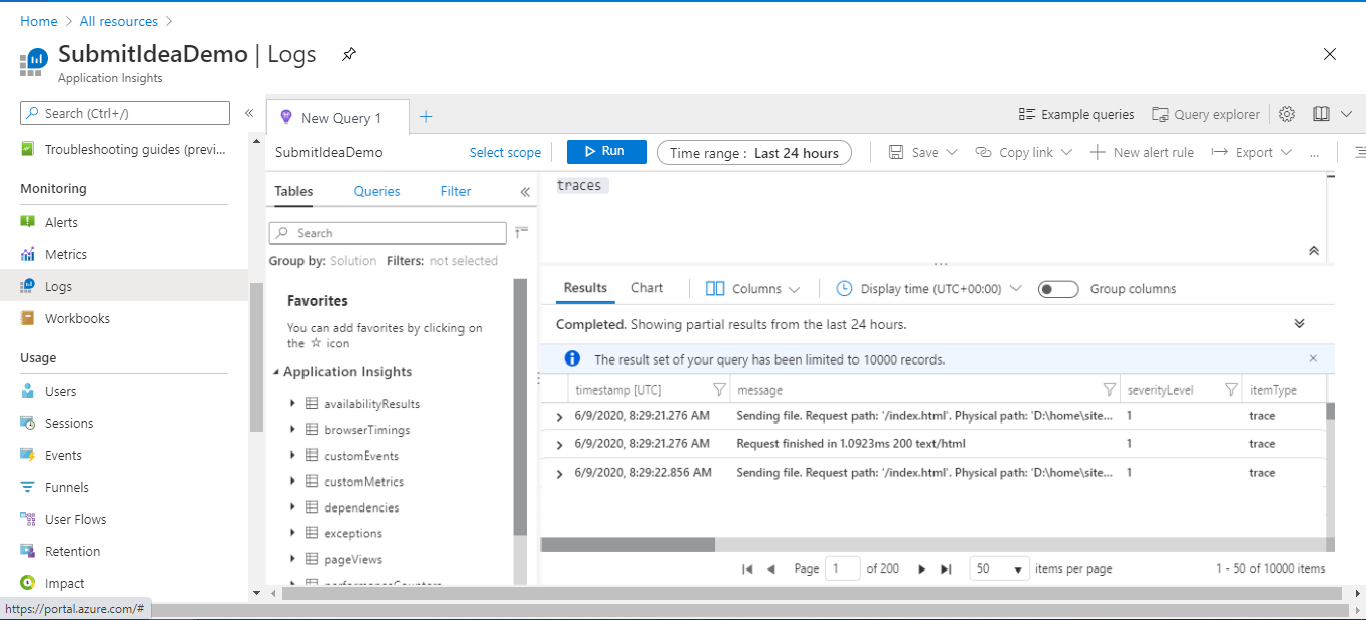 Home > All resources >
SubmitIdeaDemo | Logs
Application Insights
Search (Ctrl+/)
«
Troubleshooting guides (previ...
Monitoring
Alerts
Metrics
Logs
Workbooks
Usage
Users
Sessions
Events
Funnels
User Flows
Retention
Impact
https://portal.azure.com/#
New Query 1
+
Example queries
Query explorer
SubmitIdeaDemo
Select scope
Run
Time range : Last 24 hours
Save
Copy link
New alert rule
Export
...
Tables
Queries
Filter
«
Search
Group by: Solution
Filters: not selected
Favorites
You can add favorites by clicking on
the ☆ icon
Application Insights
availabilityResults
browserTimings
customEvents
customMetrics
dependencies
exceptions
pageViews
performanceCounters
traces
Results
Chart
Columns
Display time (UTC+00:00)
Group columns
Completed. Showing partial results from the last 24 hours.
The result set of your query has been limited to 10000 records.
timestamp [UTC] message severityLevel itemType
6/9/2020, 8:29:21.276 AM Sending file. Request path: '/index.html'. Physical path: 'D:\home\site... 1 trace
6/9/2020, 8:29:21.276 AM Request finished in 1.0923ms 200 text/html 1 trace
6/9/2020, 8:29:22.856 AM Sending file. Request path: '/index.html'. Physical path: 'D:\home\site... 1 trace
Page 1 of 200
50 items per page
1 - 50 of 10000 items